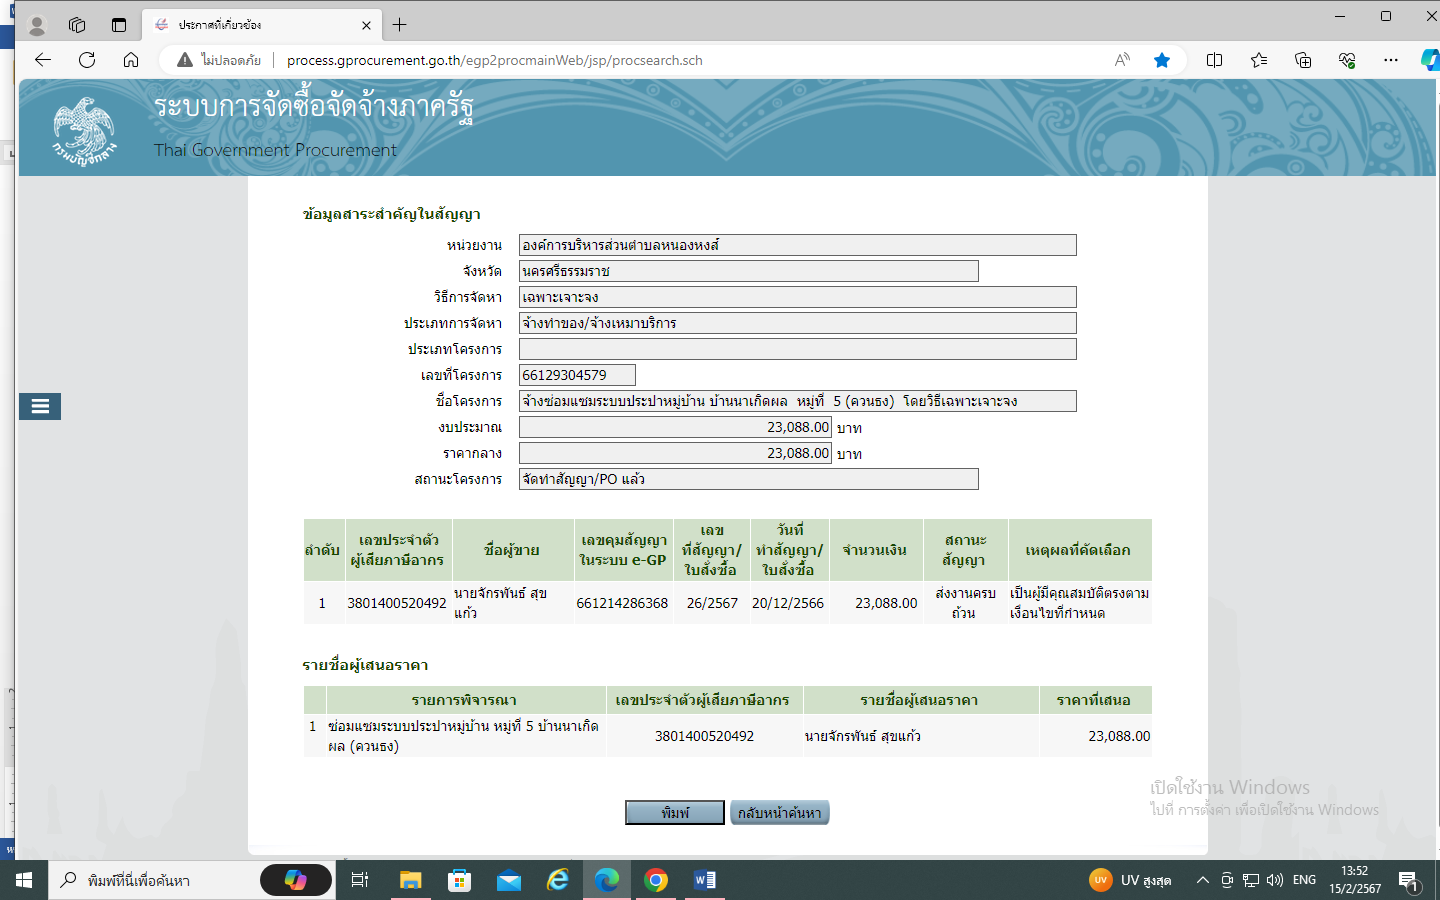 ประกาศที่เกี่ยวข้อง
ไม่ปลอดภัย
process.gprocurement.go.th/egp2procmainWeb/jsp/procsearch.sch
ระบบการจัดซื้อจัดจ้างภาครัฐ
Thai Government Procurement
กรมบัญชีกลาง
ข้อมูลสาระสำคัญในสัญญา
หน่วยงาน องค์การบริหารส่วนตำบลหนองหงส์
จังหวัด นครศรีธรรมราช
วิธีการจัดหา เฉพาะเจาะจง
ประเภทการจัดหา จ้างทำของ/จ้างเหมาบริการ
ประเภทโครงการ
เลขที่โครงการ 66129304579
ชื่อโครงการ จ้างซ่อมแซมระบบประปาหมู่บ้าน บ้านนาเกิดผล หมู่ที่ 5 (ควนธง) โดยวิธีเฉพาะเจาะจง
งบประมาณ 23,088.00 บาท
ราคากลาง 23,088.00 บาท
สถานะโครงการ จัดทำสัญญา/PO แล้ว
ลำดับ เลขประจำตัวผู้เสียภาษีอากร ชื่อผู้ขาย เลขคุมสัญญาในระบบ e-GP เลขที่สัญญา/ใบสั่งซื้อ วันที่ทำสัญญา/ใบสั่งซื้อ จำนวนเงิน สถานะสัญญา เหตุผลที่คัดเลือก
1 3801400520492 นายจักรพันธ์ สุขแก้ว 661214286368 26/2567 20/12/2566 23,088.00 ส่งงานครบถ้วน เป็นผู้มีคุณสมบัติตรงตามเงื่อนไขที่กำหนด
รายชื่อผู้เสนอราคา
รายการพิจารณา เลขประจำตัวผู้เสียภาษีอากร รายชื่อผู้เสนอราคา ราคาที่เสนอ
1 ซ่อมแซมระบบประปาหมู่บ้าน หมู่ที่ 5 บ้านนาเกิดผล (ควนธง) 3801400520492 นายจักรพันธ์ สุขแก้ว 23,088.00
พิมพ์ กลับหน้าค้นหา
เปิดใช้งาน Windows
ไปที่ การตั้งค่า เพื่อเปิดใช้งาน Windows
พิมพ์ที่นี่เพื่อค้นหา
UV สูงสุด
ENG
13:52
15/2/2567
1